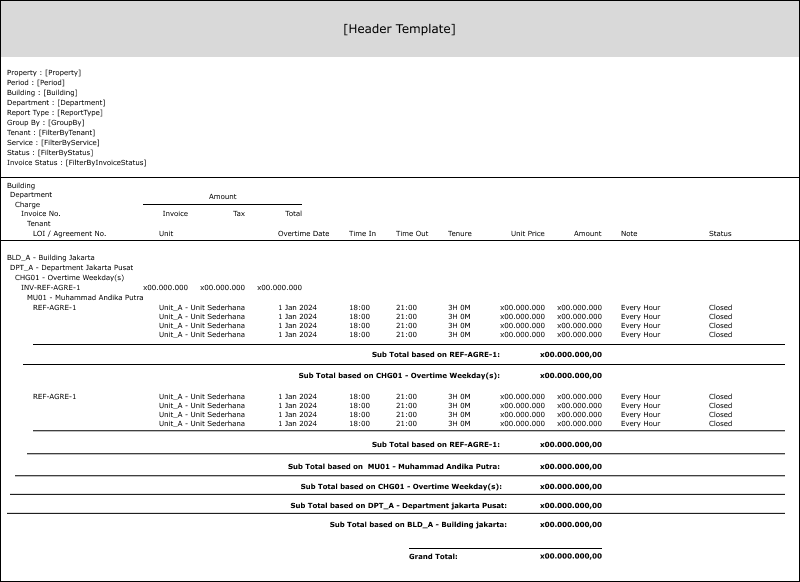 [Header Template]
Property : [Property]
Period : [Period]
Building : [Building]
Department : [Department]
Report Type : [ReportType]
Group By : [GroupBy]
Tenant : [FilterByTenant]
Service : [FilterByService]
Status : [FilterByStatus]
Invoice Status : [FilterByInvoiceStatus]
Building
Department
Amount
Charge
Invoice No. Invoice Tax Total
Tenant
LOI / Agreement No. Unit Overtime Date Time In Time Out Tenure Unit Price Amount Note Status
BLD_A - Building Jakarta
DPT_A - Department Jakarta Pusat
CHG01 - Overtime Weekday(s)
INV-REF-AGRE-1 x00.000.000 x00.000.000 x00.000.000
MU01 - Muhammad Andika Putra
REF-AGRE-1 Unit_A - Unit Sederhana 1 Jan 2024 18:00 21:00 3H 0M x00.000.000 x00.000.000 Every Hour Closed
Unit_A - Unit Sederhana 1 Jan 2024 18:00 21:00 3H 0M x00.000.000 x00.000.000 Every Hour Closed
Unit_A - Unit Sederhana 1 Jan 2024 18:00 21:00 3H 0M x00.000.000 x00.000.000 Every Hour Closed
Unit_A - Unit Sederhana 1 Jan 2024 18:00 21:00 3H 0M x00.000.000 x00.000.000 Every Hour Closed
Sub Total based on REF-AGRE-1: x00.000.000,00
Sub Total based on CHG01 - Overtime Weekday(s): x00.000.000,00
REF-AGRE-1 Unit_A - Unit Sederhana 1 Jan 2024 18:00 21:00 3H 0M x00.000.000 x00.000.000 Every Hour Closed
Unit_A - Unit Sederhana 1 Jan 2024 18:00 21:00 3H 0M x00.000.000 x00.000.000 Every Hour Closed
Unit_A - Unit Sederhana 1 Jan 2024 18:00 21:00 3H 0M x00.000.000 x00.000.000 Every Hour Closed
Unit_A - Unit Sederhana 1 Jan 2024 18:00 21:00 3H 0M x00.000.000 x00.000.000 Every Hour Closed
Sub Total based on REF-AGRE-1: x00.000.000,00
Sub Total based on MU01 - Muhammad Andika Putra: x00.000.000,00
Sub Total based on CHG01 - Overtime Weekday(s): x00.000.000,00
Sub Total based on DPT_A - Department jakarta Pusat: x00.000.000,00
Sub Total based on BLD_A - Building jakarta: x00.000.000,00
Grand Total: x00.000.000,00